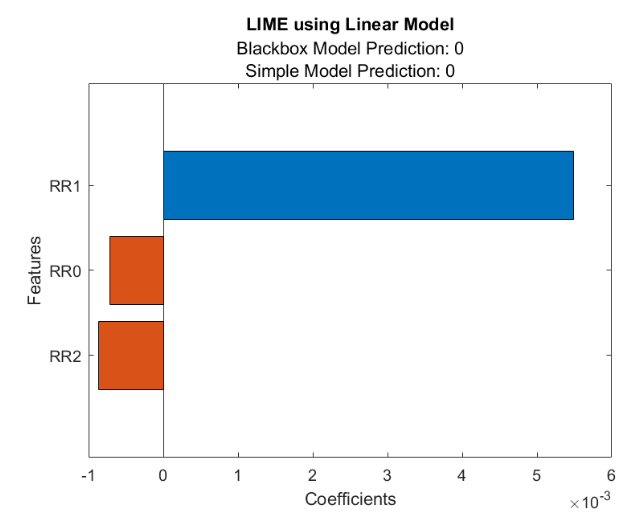 LIME using Linear Model
Blackbox Model Prediction: 0
Simple Model Prediction: 0
RR1
RR0
RR2
Features
-1 0 1 2 3 4 5 6
Coefficients
×10⁻³